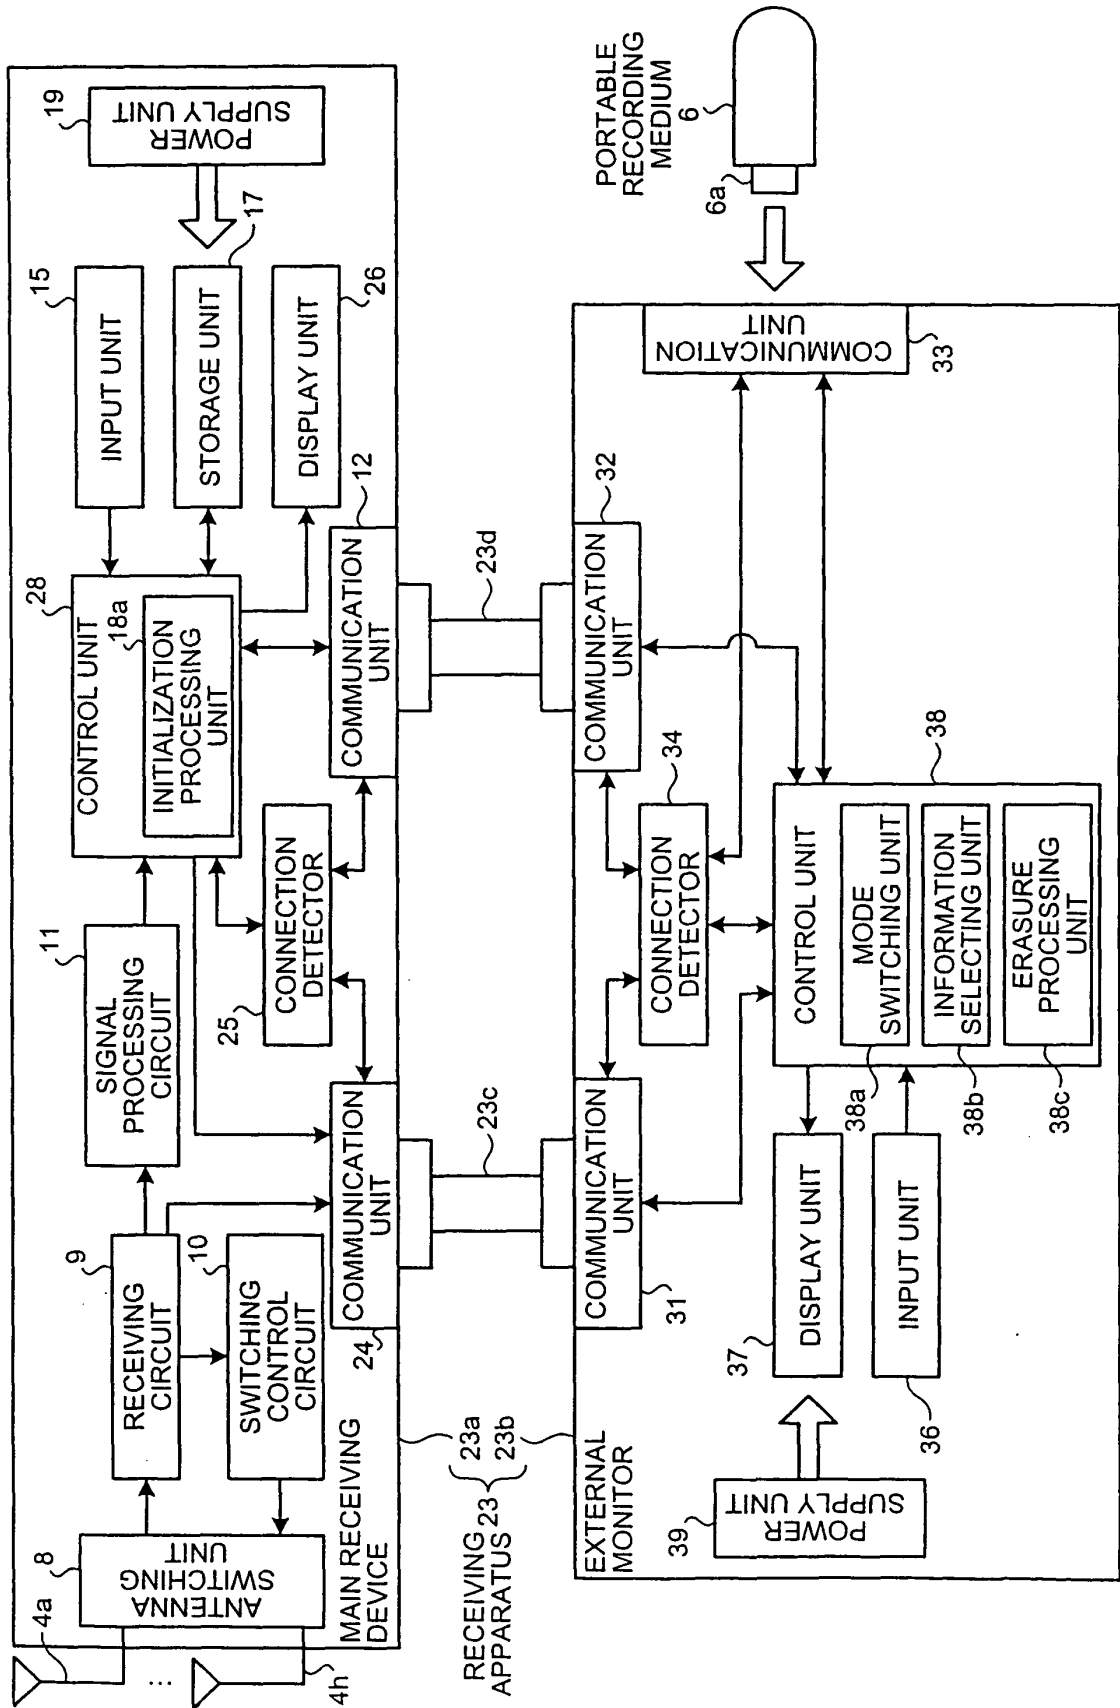 4a
...
4h
8
ANTENNA
SWITCHING
UNIT
9
RECEIVING
CIRCUIT
10
SWITCHING
CONTROL
CIRCUIT
11
SIGNAL
PROCESSING
CIRCUIT
28
CONTROL UNIT
18a
INITIALIZATION
PROCESSING
UNIT
15
INPUT UNIT
17
STORAGE UNIT
26
DISPLAY UNIT
19
POWER
SUPPLY UNIT
25
CONNECTION
DETECTOR
24
COMMUNICATION
UNIT
12
COMMUNICATION
UNIT
MAIN RECEIVING
DEVICE
23a
RECEIVING
APPARATUS 23
23b
23c
23d
EXTERNAL
MONITOR
31
COMMUNICATION
UNIT
32
COMMUNICATION
UNIT
34
CONNECTION
DETECTOR
33
COMMUNICATION
UNIT
38
CONTROL UNIT
38a
MODE
SWITCHING UNIT
38b
INFORMATION
SELECTING UNIT
38c
ERASURE
PROCESSING
UNIT
37
DISPLAY UNIT
36
INPUT UNIT
39
POWER
SUPPLY UNIT
PORTABLE
RECORDING
MEDIUM
6
6a